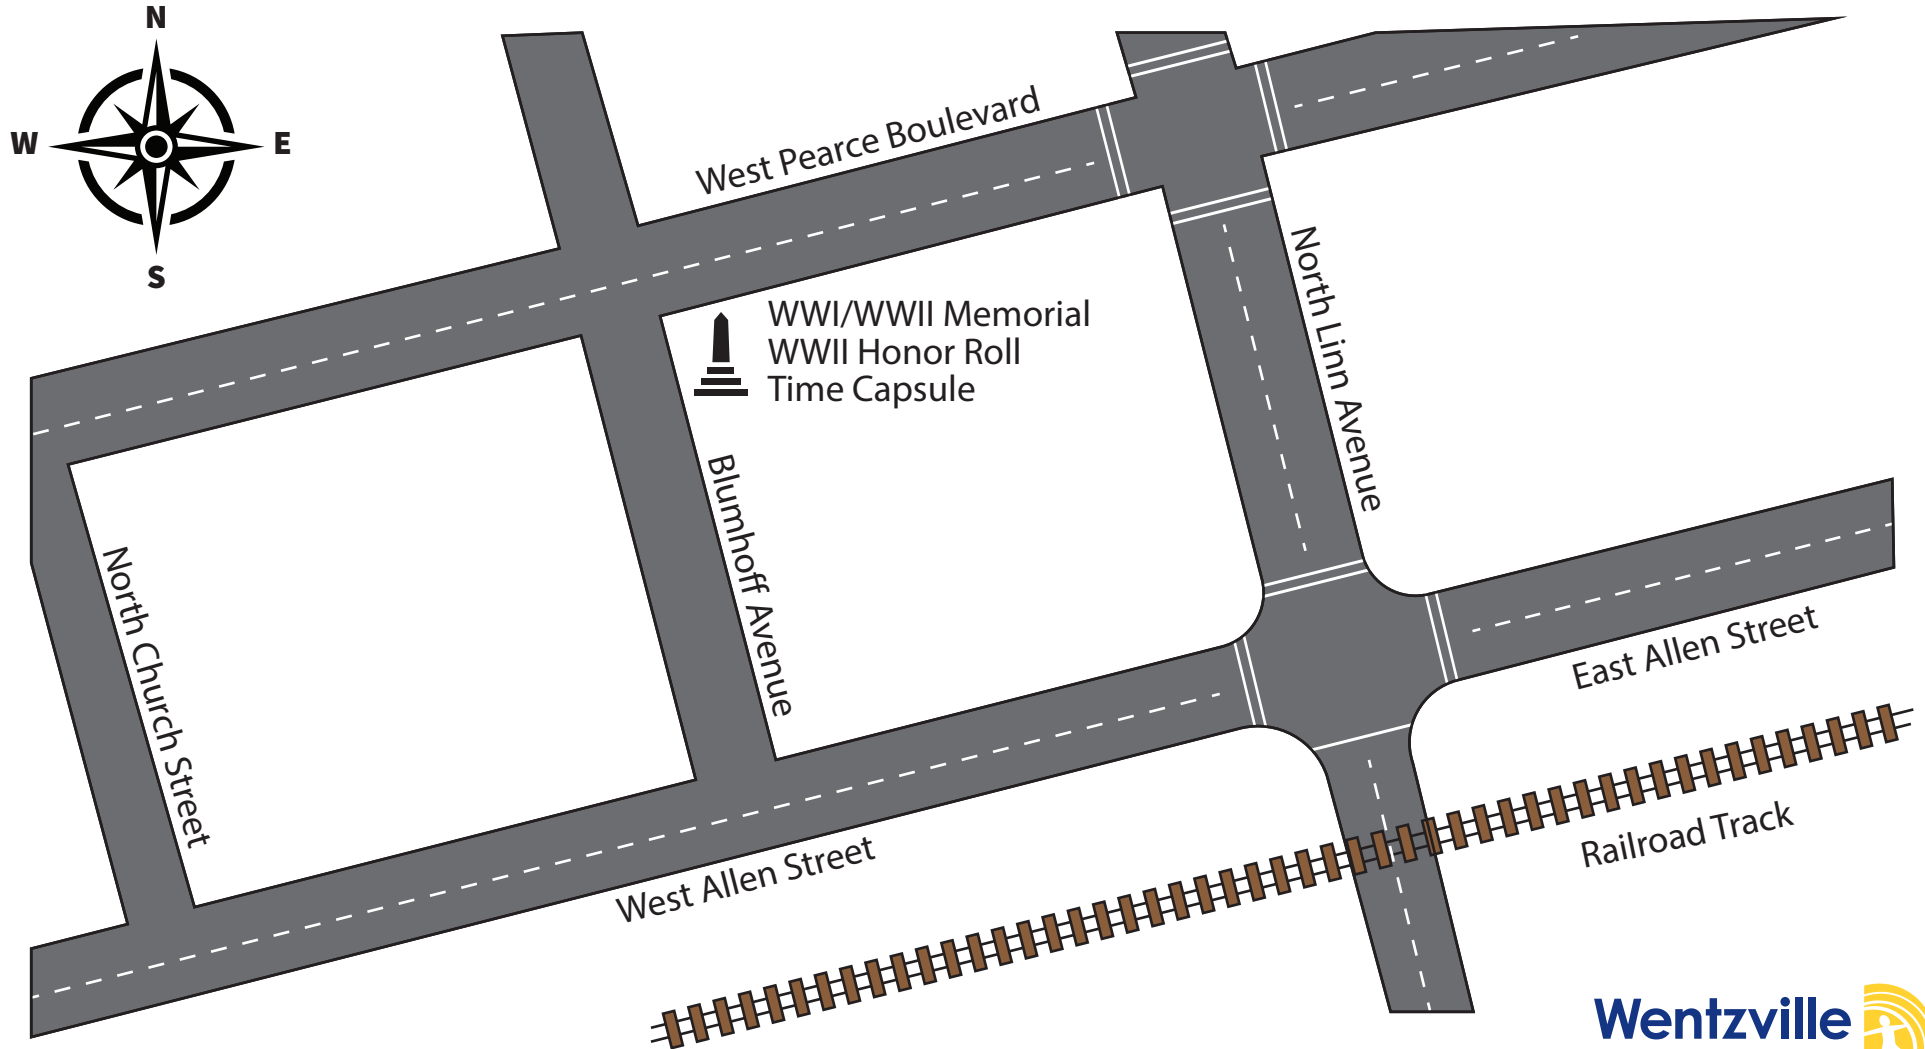 N
W
E
S
West Pearce Boulevard
WWI/WWII Memorial
WWII Honor Roll
Time Capsule
North Linn Avenue
Blumhoff Avenue
North Church Street
East Allen Street
West Allen Street
Railroad Track
Wentzville